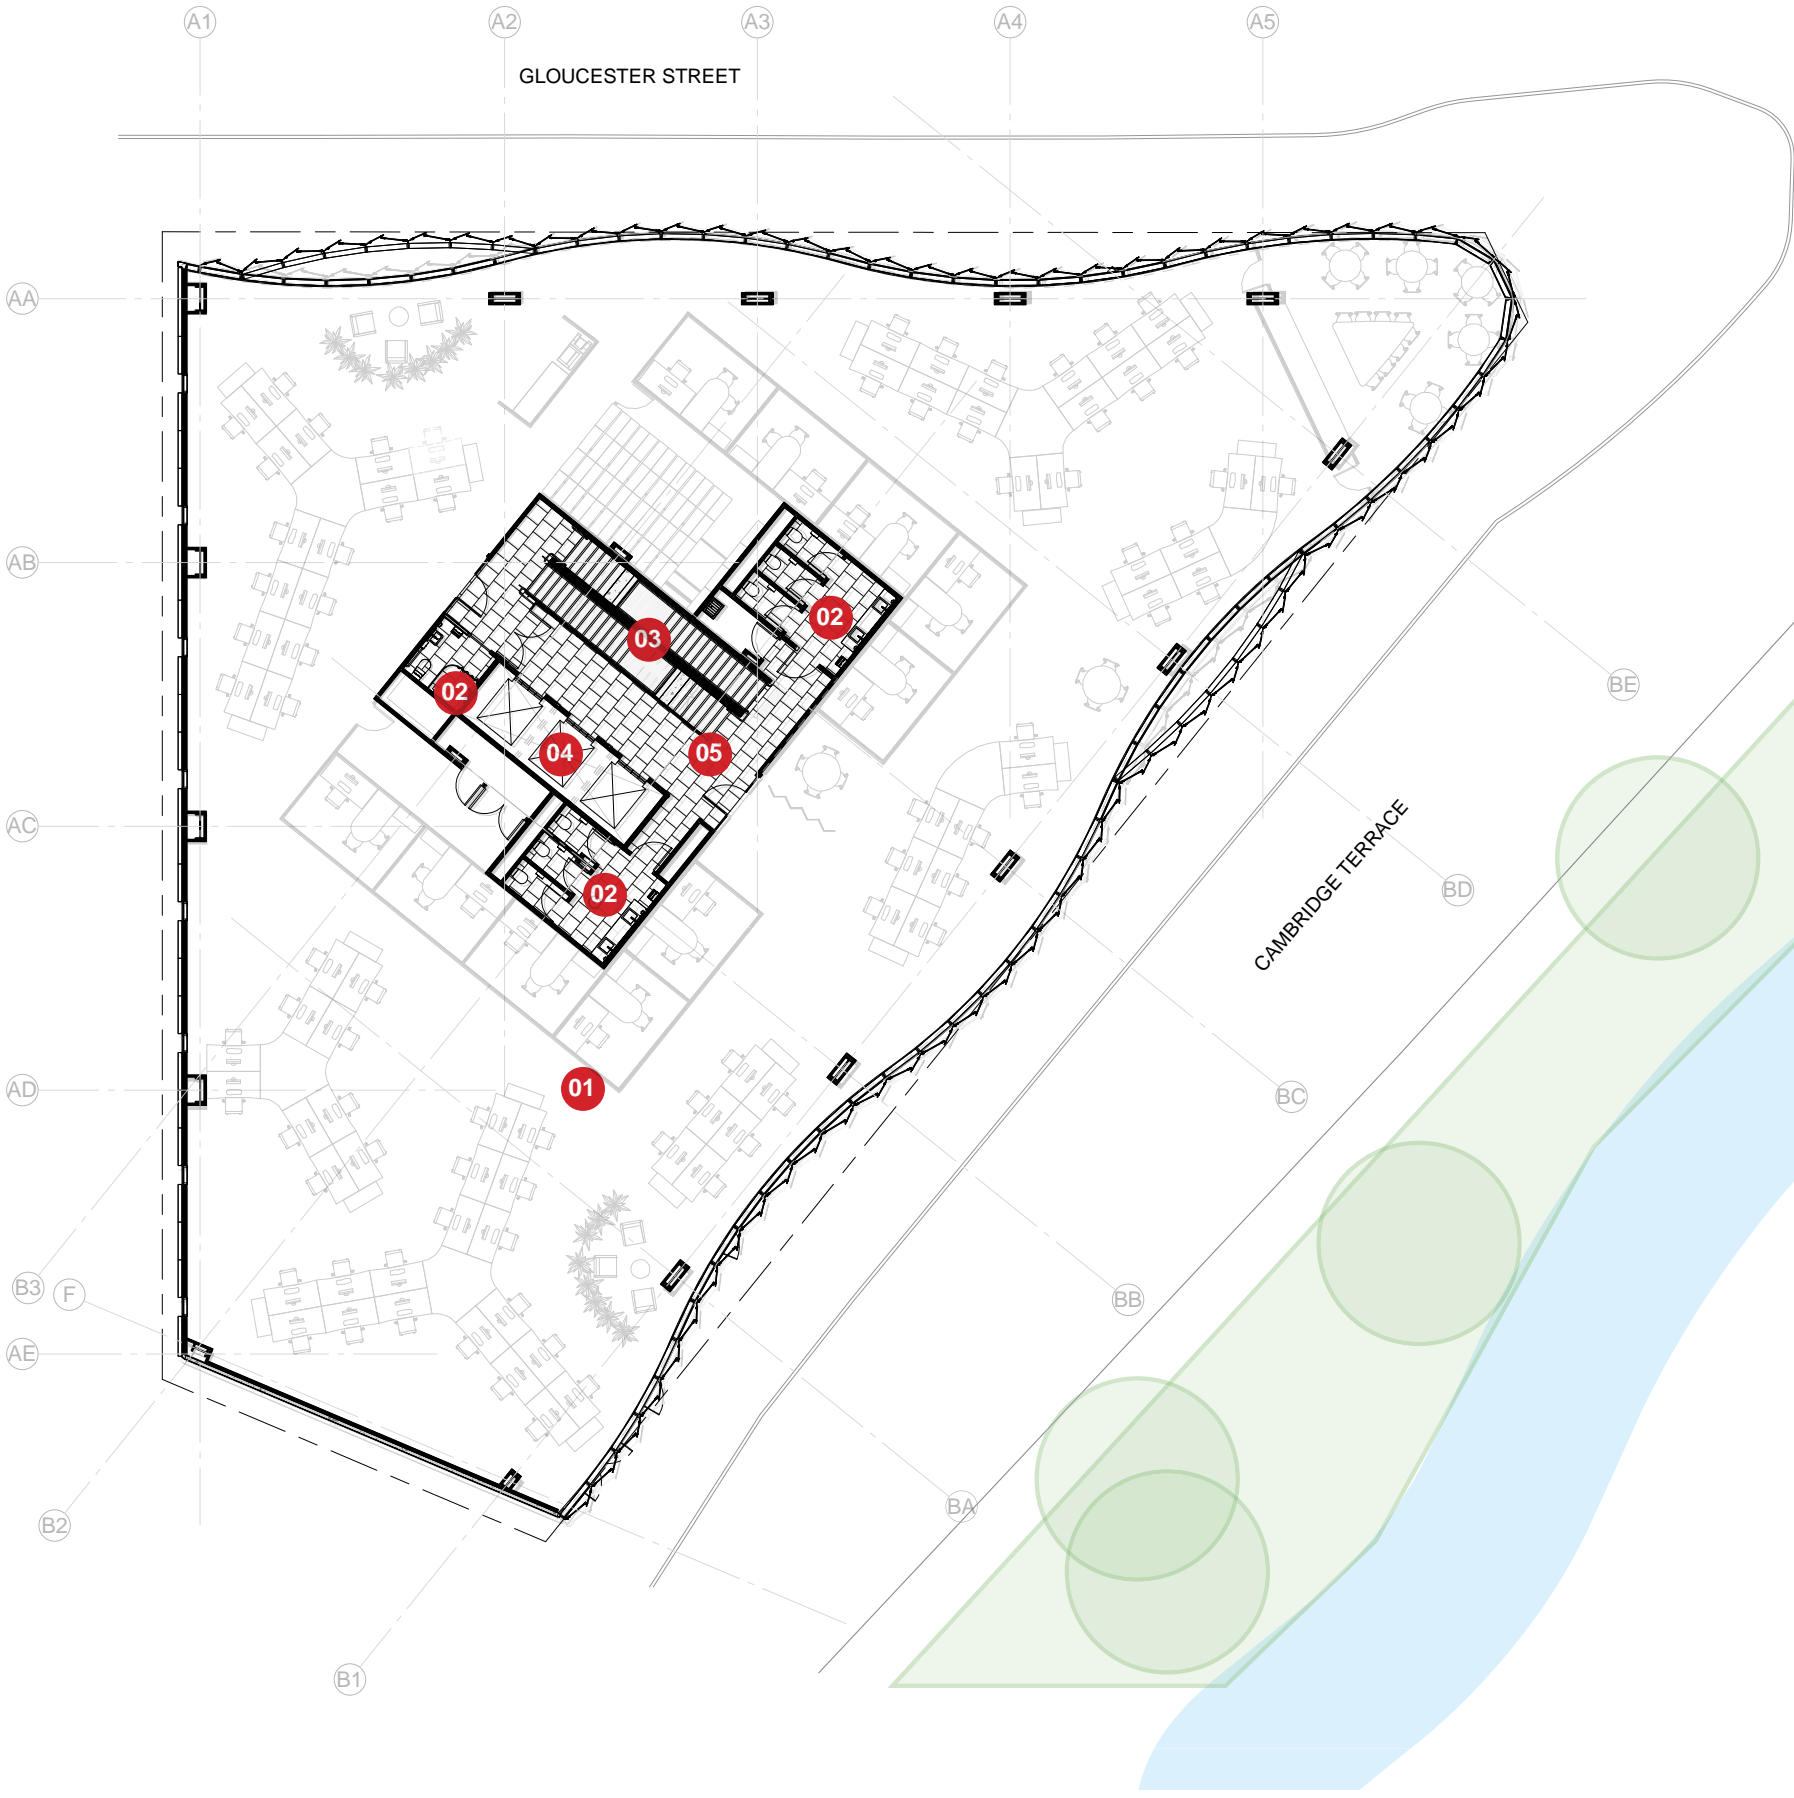 A1 A2 A3 A4 A5
GLOUCESTER STREET
AA
AB
02
03
02
BE
04 05
AC
CAMBRIDGE TERRACE
BD
02
AD
01
BC
B3 F
BB
AE
BA
B2
B1